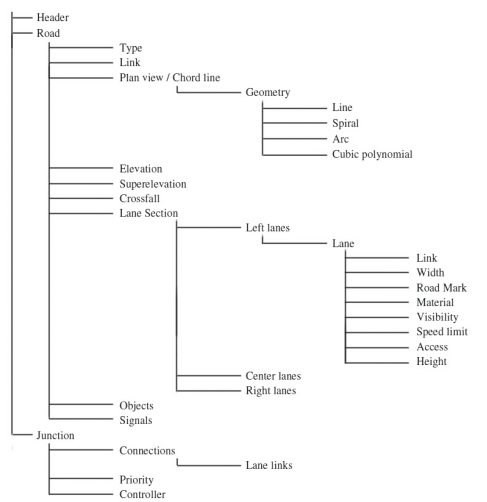 Header
Road
Type
Link
Plan view / Chord line
Geometry
Line
Spiral
Arc
Cubic polynomial
Elevation
Superelevation
Crossfall
Lane Section
Left lanes
Lane
Link
Width
Road Mark
Material
Visibility
Speed limit
Access
Height
Center lanes
Right lanes
Objects
Signals
Junction
Connections
Lane links
Priority
Controller